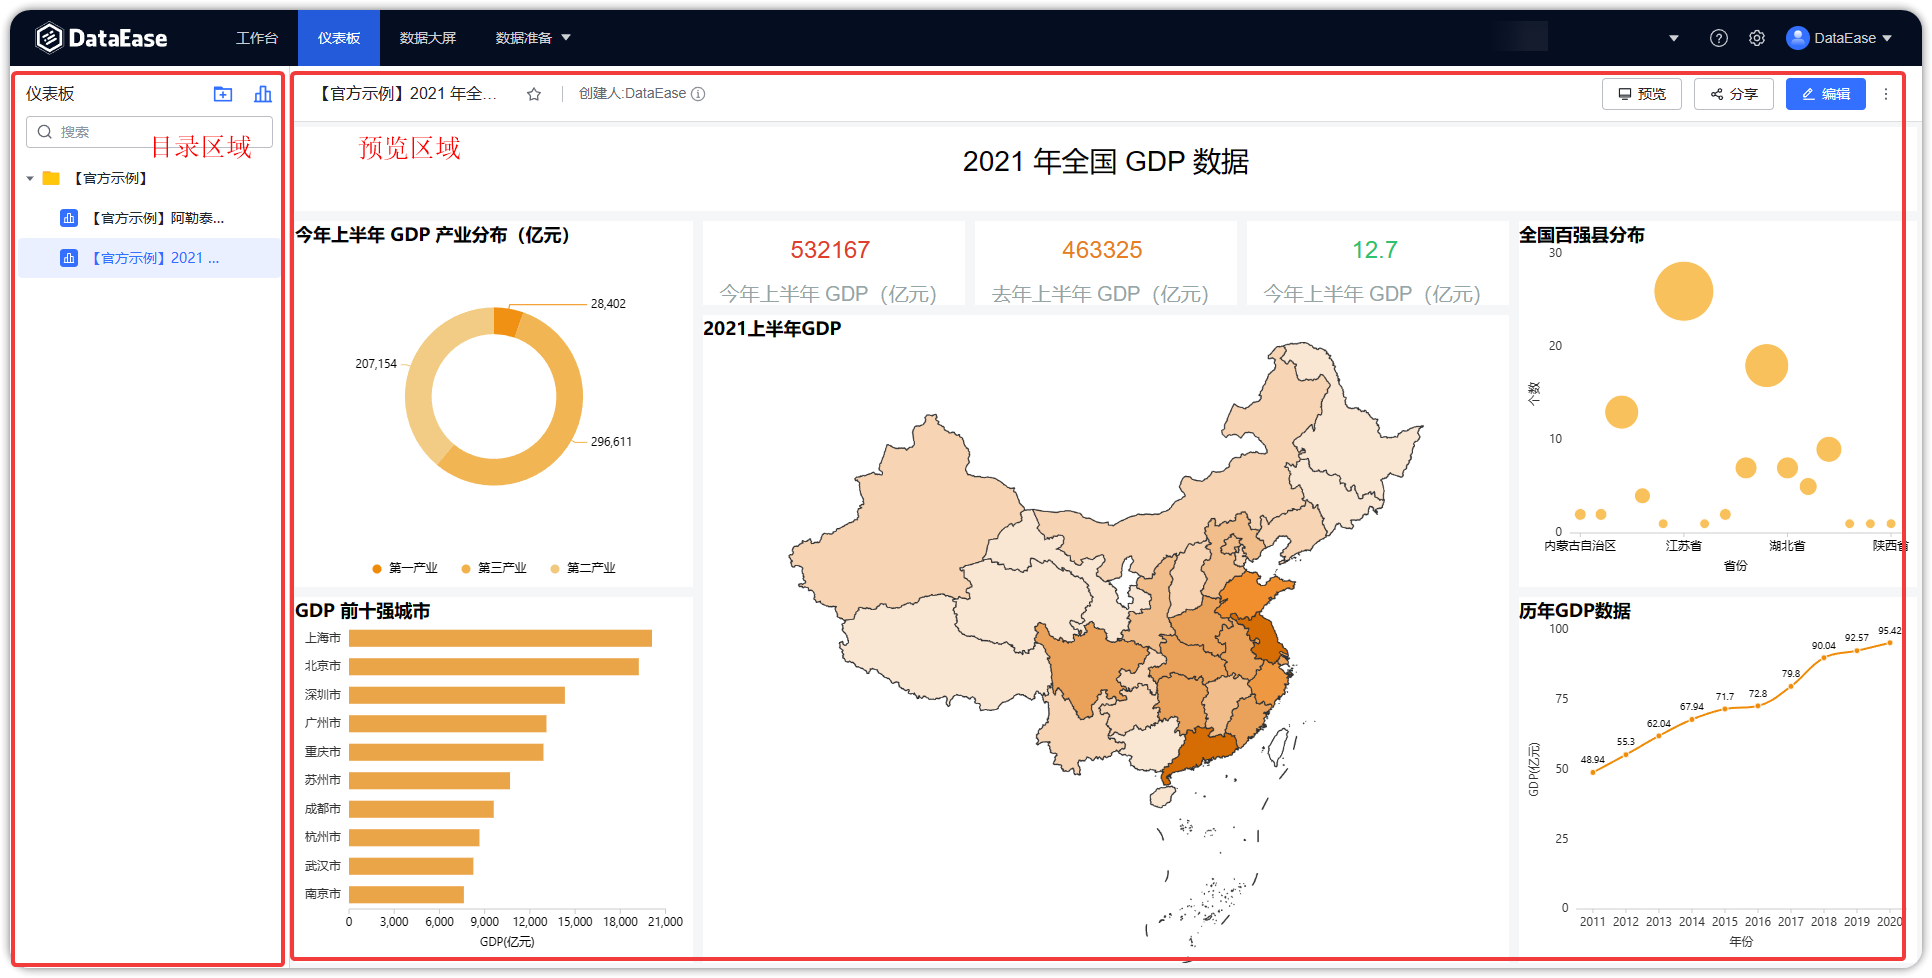 DataEase
工作台
仪表板
数据大屏
数据准备
DataEase
仪表板
搜索
目录区域
【官方示例】
【官方示例】阿勒泰...
【官方示例】2021 ...
【官方示例】2021 年全...
创建人:DataEase
预览
分享
编辑
预览区域
2021 年全国 GDP 数据
今年上半年 GDP 产业分布（亿元）
28,402
207,154
296,611
第一产业
第三产业
第二产业
532167
今年上半年 GDP（亿元）
463325
去年上半年 GDP（亿元）
12.7
今年上半年 GDP（亿元）
2021上半年GDP
全国百强县分布
30
20
10
0
个数
内蒙古自治区
江苏省
湖北省
陕西省
省份
GDP 前十强城市
上海市
北京市
深圳市
广州市
重庆市
苏州市
成都市
杭州市
武汉市
南京市
0
3,000
6,000
9,000
12,000
15,000
18,000
21,000
GDP(亿元)
历年GDP数据
100
75
50
25
0
GDP(亿元)
48.94
55.3
62.04
67.94
71.7
72.8
79.8
90.04
92.57
95.42
2011
2012
2013
2014
2015
2016
2017
2018
2019
2020
年份